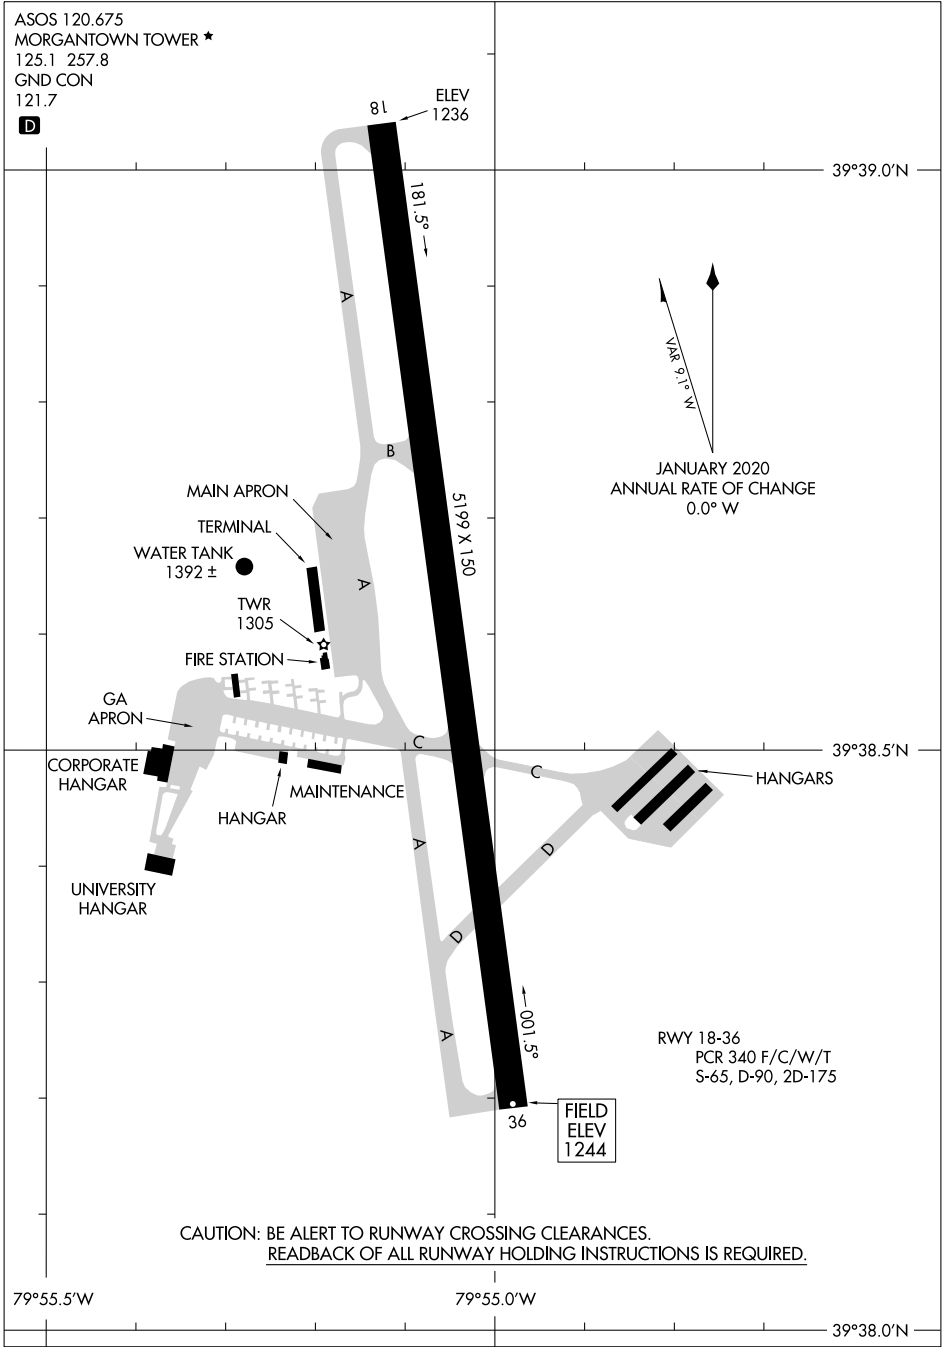 ASOS 120.675
MORGANTOWN TOWER ★
125.1 257.8
GND CON
121.7
D
18
ELEV
1236
39°39.0'N
181.5°
A
VAR 9.1° W
B
JANUARY 2020
ANNUAL RATE OF CHANGE
0.0° W
MAIN APRON
5199 X 150
TERMINAL
WATER TANK
1392 ±
A
TWR
1305
FIRE STATION
GA
APRON
C
39°38.5'N
CORPORATE
HANGAR
C
HANGARS
MAINTENANCE
HANGAR
A
D
UNIVERSITY
HANGAR
D
001.5°
A
RWY 18-36
PCR 340 F/C/W/T
S-65, D-90, 2D-175
36
FIELD
ELEV
1244
CAUTION: BE ALERT TO RUNWAY CROSSING CLEARANCES.
READBACK OF ALL RUNWAY HOLDING INSTRUCTIONS IS REQUIRED.
79°55.5'W
79°55.0'W
39°38.0'N